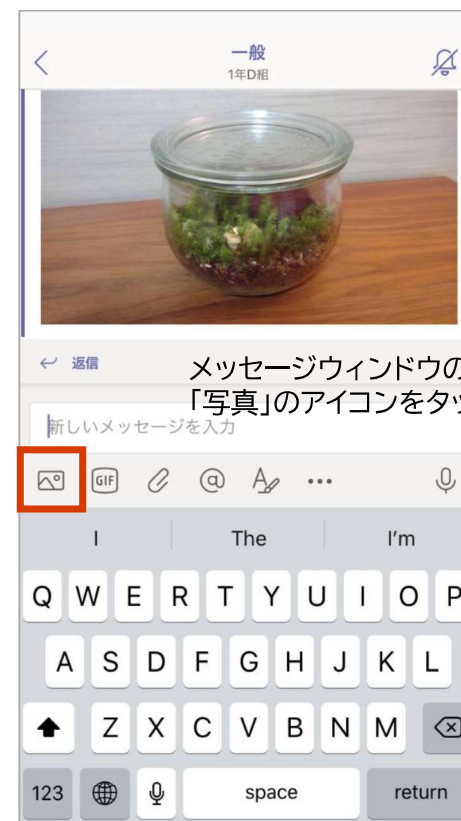 一般
1年D組
返信
メッセージウィンドウの
「写真」のアイコンをタッ
新しいメッセージを入力
GIF @ A
I The I'm
Q W E R T Y U I O P
A S D F G H J K L
Z X C V B N M
123 space return